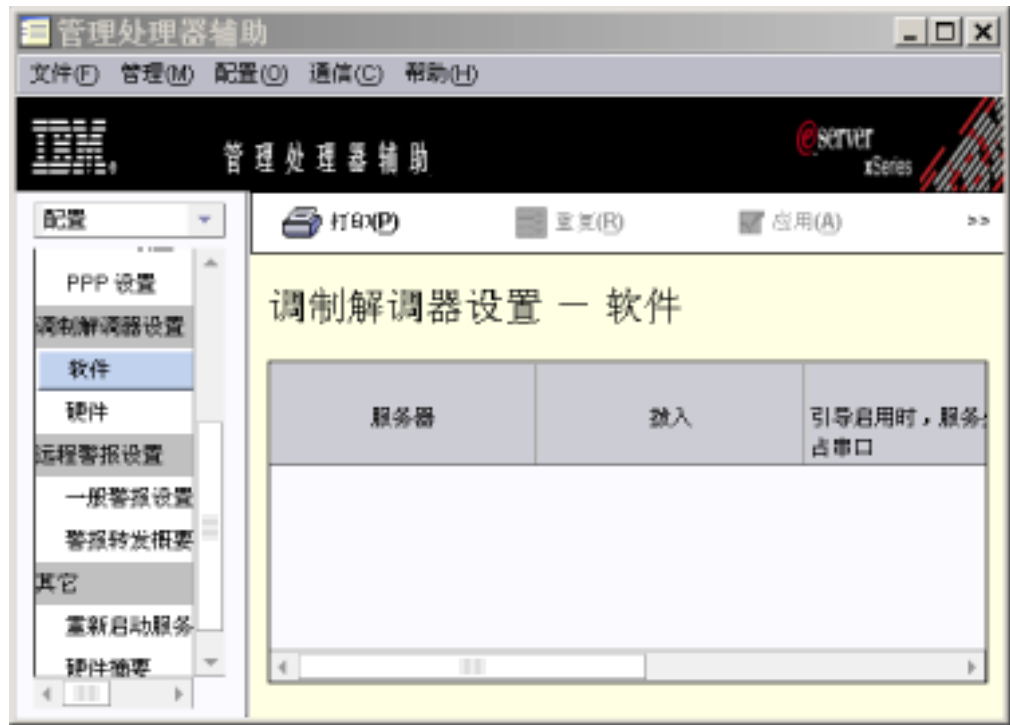 管理处理器辅助
文件(F) 管理(M) 配置(O) 通信(C) 帮助(H)
IBM.
管理处理器辅助
eserver
xSeries
配置
打印(P) 重复(R) 应用(A) >>
PPP 设置
调制解调器设置
软件
硬件
远程警报设置
一般警报设置
警报转发概要
其它
重新启动服务
硬件摘要
调制解调器设置 — 软件
服务器 拨入 引导启用时，服务
占串口